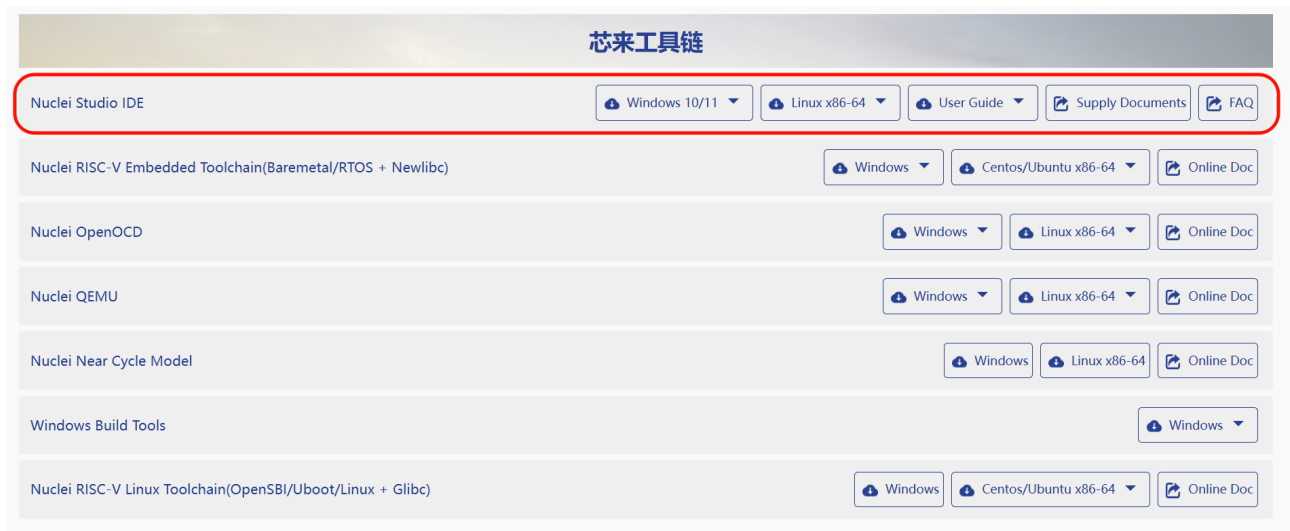 芯来工具链
Nuclei Studio IDE Windows 10/11 Linux x86-64 User Guide Supply Documents FAQ
Nuclei RISC-V Embedded Toolchain(Baremetal/RTOS + Newlibc) Windows Centos/Ubuntu x86-64 Online Doc
Nuclei OpenOCD Windows Linux x86-64 Online Doc
Nuclei QEMU Windows Linux x86-64 Online Doc
Nuclei Near Cycle Model Windows Linux x86-64 Online Doc
Windows Build Tools Windows
Nuclei RISC-V Linux Toolchain(OpenSBI/Uboot/Linux + Glibc) Windows Centos/Ubuntu x86-64 Online Doc